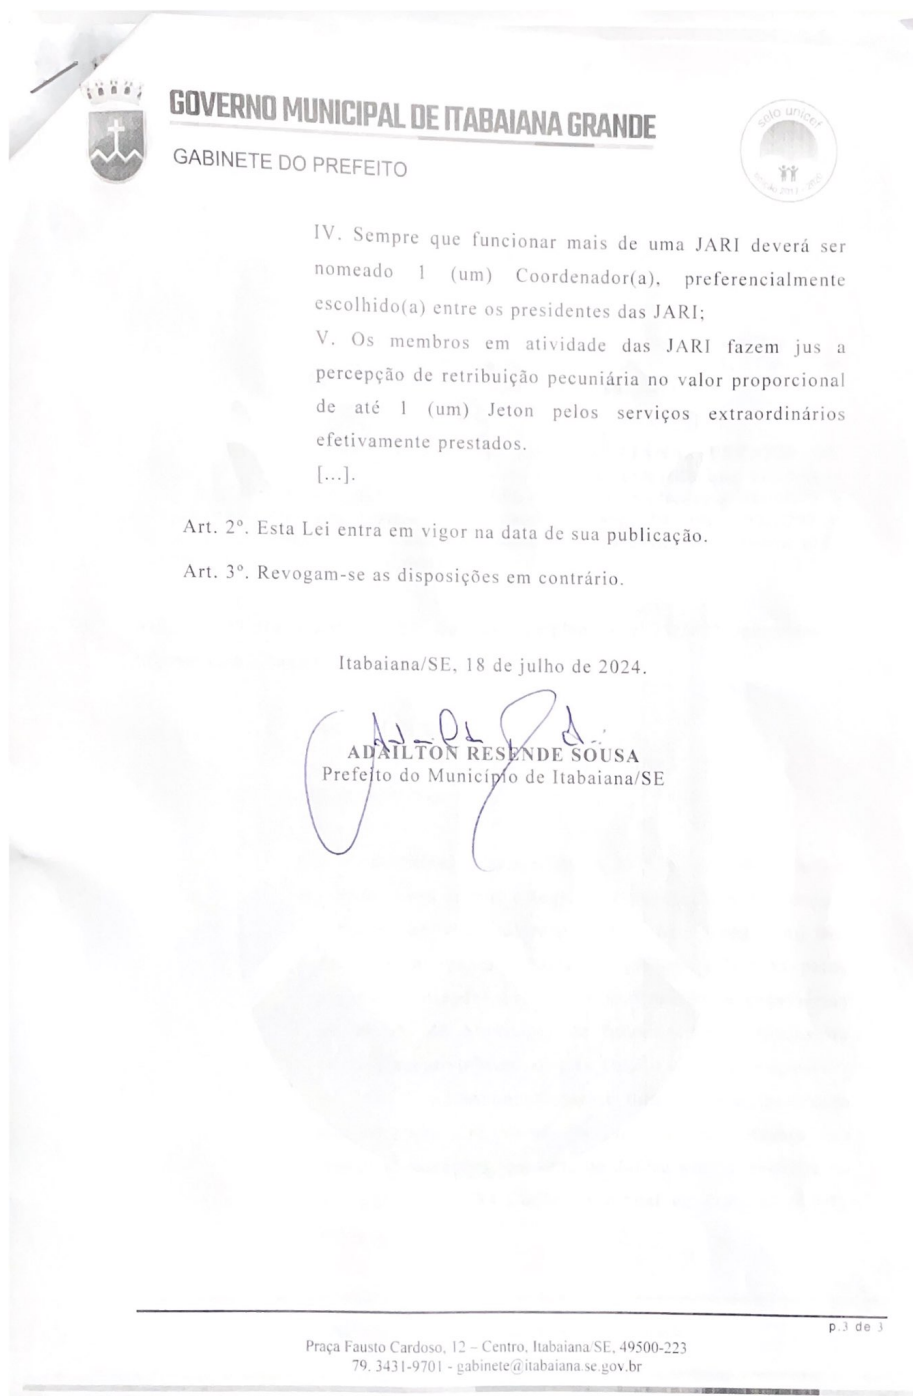 GOVERNO MUNICIPAL DE ITABAIANA GRANDE
GABINETE DO PREFEITO
selo unicef
IV. Sempre que funcionar mais de uma JARI deverá ser
nomeado 1 (um) Coordenador(a), preferencialmente
escolhido(a) entre os presidentes das JARI;
V. Os membros em atividade das JARI fazem jus a
percepção de retribuição pecuniária no valor proporcional
de até 1 (um) Jeton pelos serviços extraordinários
efetivamente prestados.
[...].
Art. 2º. Esta Lei entra em vigor na data de sua publicação.
Art. 3º. Revogam-se as disposições em contrário.
Itabaiana/SE, 18 de julho de 2024.
ADAILTON RESENDE SOUSA
Prefeito do Município de Itabaiana/SE
p.3 de 3
Praça Fausto Cardoso, 12 – Centro, Itabaiana/SE, 49500-223
79. 3431-9701 - gabinete@itabaiana.se.gov.br